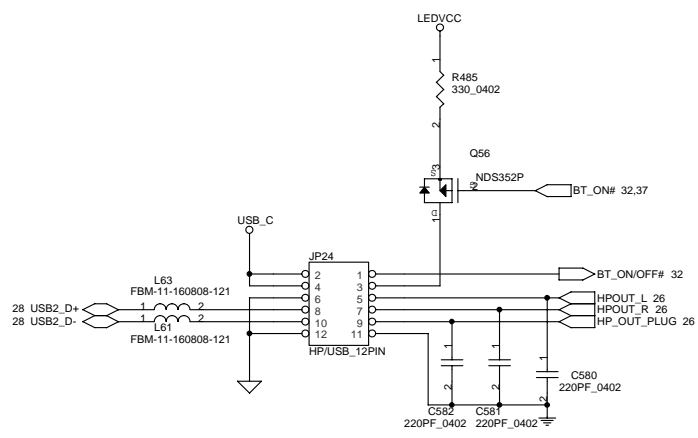 LEDVCC
1
R485
330_0402
2
Q56
S
3
NDS352P
2
BT_ON# 32,37
D
1
USB_C
JP24
2 1 BT_ON/OFF# 32
4 3
6 5 HPOUT_L 26
L63
FBM-11-160808-121
28 USB2_D+ 1 2 8 7 HPOUT_R 26
28 USB2_D- 1 2 10 9 HP_OUT_PLUG 26
L61
12 11
FBM-11-160808-121
HP/USB_12PIN
1 1 1
C580
220PF_0402
2 2 2
C582 C581
220PF_0402 220PF_0402